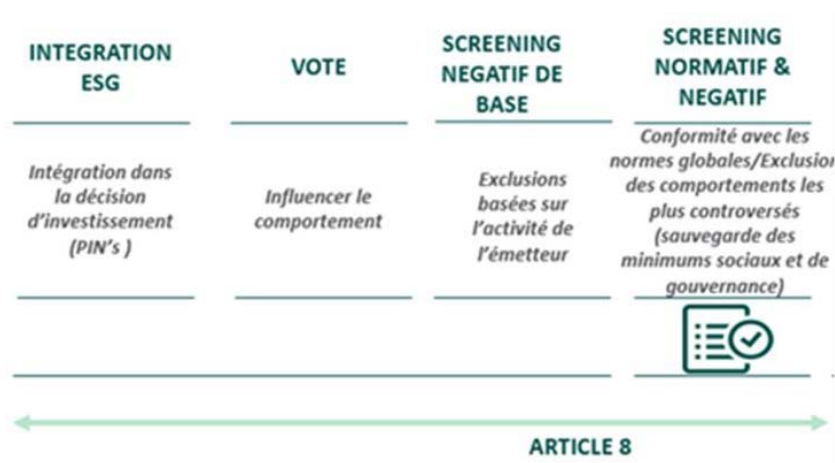 INTEGRATION
ESG
VOTE
SCREENING
NEGATIF DE
BASE
SCREENING
NORMATIF &
NEGATIF
Intégration dans
la décision
d'investissement
(PIN's )
Influencer le
comportement
Exclusions
basées sur
l'activité de
l'émetteur
Conformité avec les
normes globales/Exclusion
des comportements les
plus controversés
(sauvegarde des
minimums sociaux et de
gouvernance)
ARTICLE 8